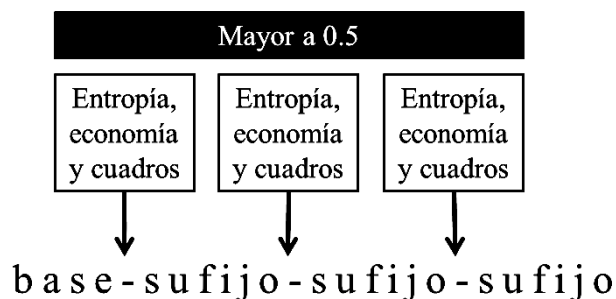 Mayor a 0.5
Entropía,
economía
y cuadros
Entropía,
economía
y cuadros
Entropía,
economía
y cuadros
base-sufijo-sufijo-sufijo